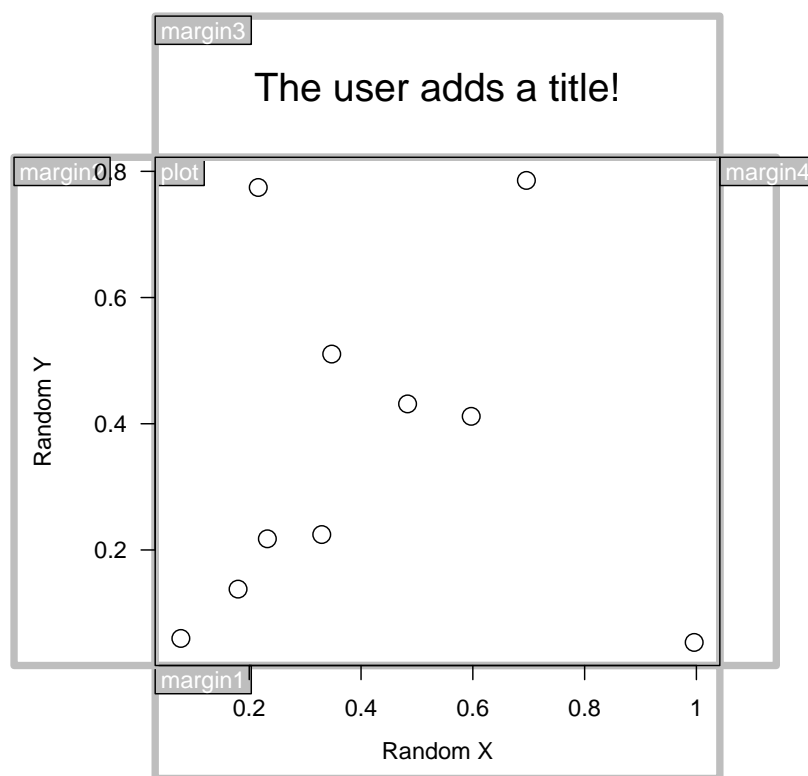 margin3
The user adds a title!
margin2
0.8
plot
margin4
0.6
Random Y
0.4
0.2
margin1
0.2 0.4 0.6 0.8 1
Random X